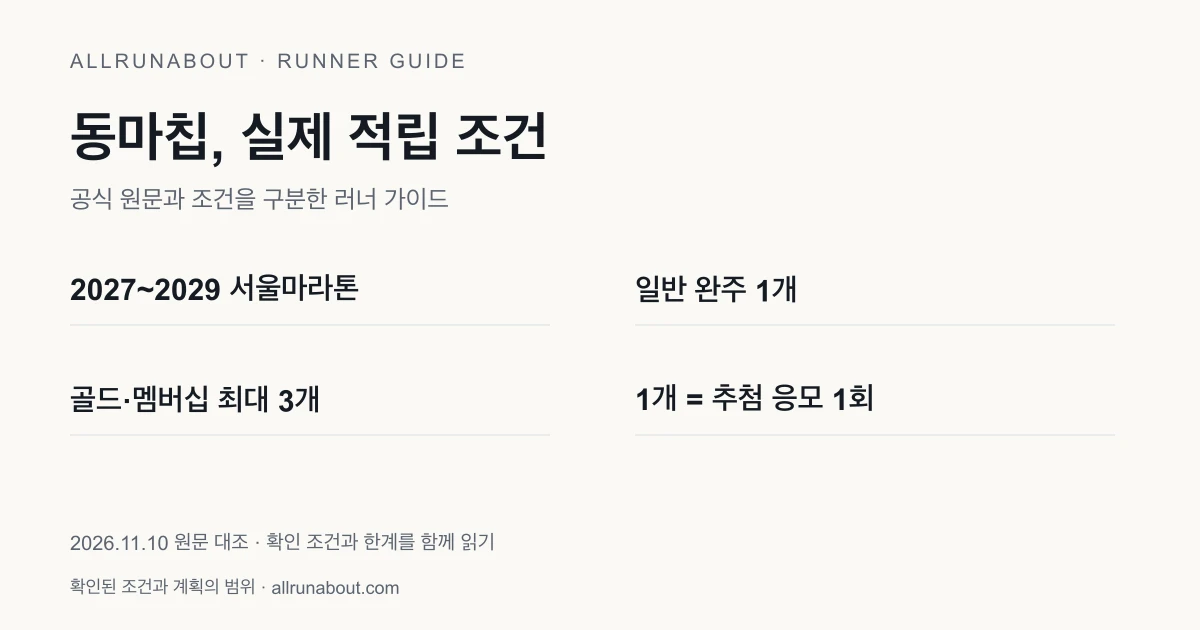 ALLRUNABOUT · RUNNER GUIDE
동마칩, 실제 적립 조건
공식 원문과 조건을 구분한 러너 가이드
2027~2029 서울마라톤
일반 완주 1개
골드·멤버십 최대 3개
1개 = 추첨 응모 1회
2026.11.10 원문 대조 · 확인 조건과 한계를 함께 읽기
확인된 조건과 계획의 범위 · allrunabout.com